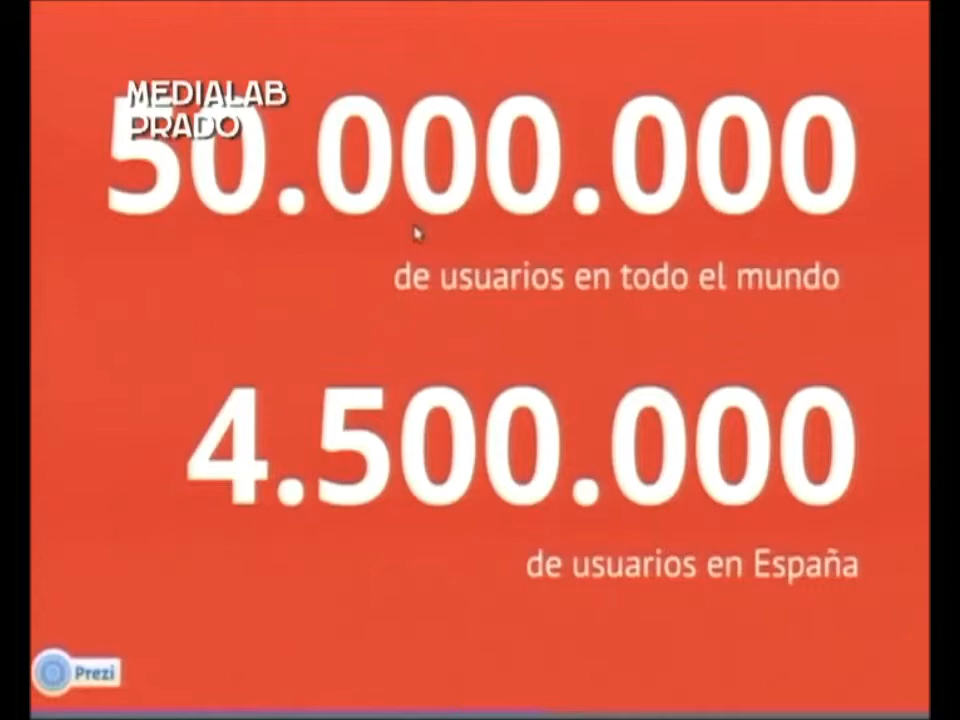 MEDIALAB
PRADO
50.000.000
de usuarios en todo el mundo
4.500.000
de usuarios en España
Prezi